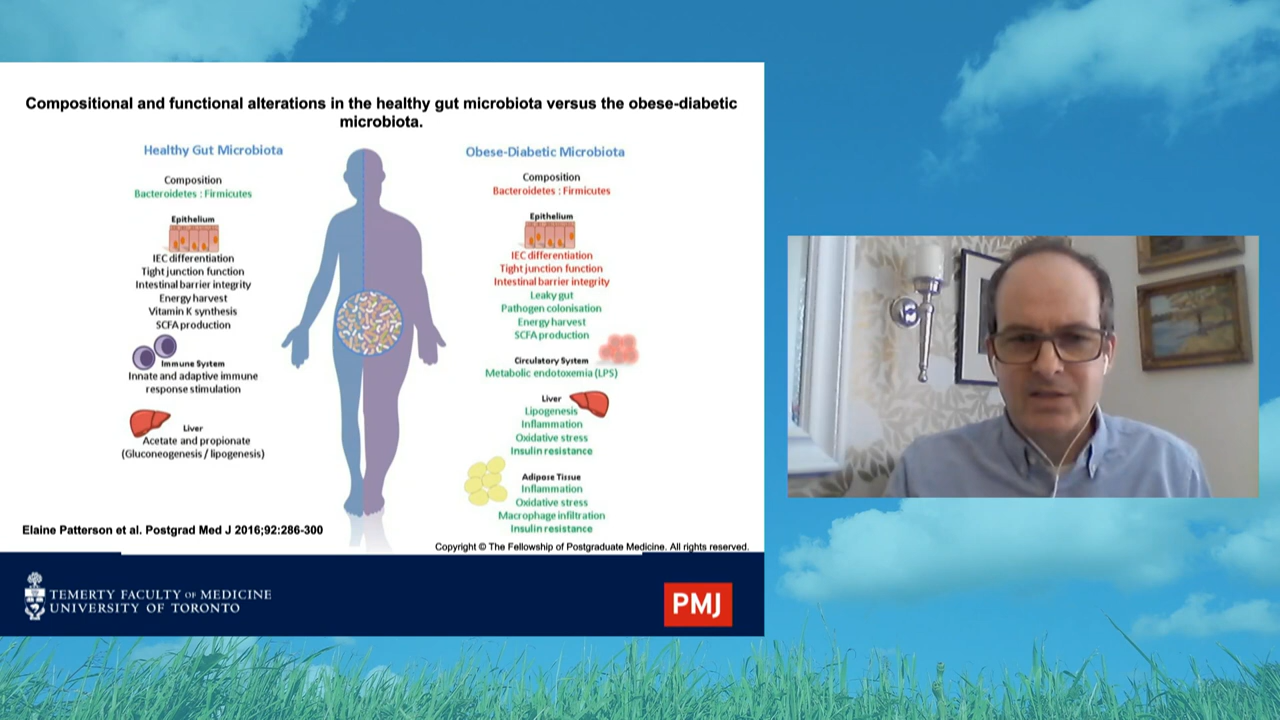 Compositional and functional alterations in the healthy gut microbiota versus the obese-diabetic
microbiota.
Healthy Gut Microbiota
Composition
Bacteroidetes : Firmicutes
Epithelium
IEC differentiation
Tight junction function
Intestinal barrier integrity
Energy harvest
Vitamin K synthesis
SCFA production
Immune System
Innate and adaptive immune
response stimulation
Liver
Acetate and propionate
(Gluconeogenesis / lipogenesis)
Obese-Diabetic Microbiota
Composition
Bacteroidetes : Firmicutes
Epithelium
IEC differentiation
Tight junction function
Intestinal barrier integrity
Leaky gut
Pathogen colonisation
Energy harvest
SCFA production
Circulatory System
Metabolic endotoxemia (LPS)
Liver
Lipogenesis
Inflammation
Oxidative stress
Insulin resistance
Adipose Tissue
Inflammation
Oxidative stress
Macrophage infiltration
Insulin resistance
Elaine Patterson et al. Postgrad Med J 2016;92:286-300
Copyright © The Fellowship of Postgraduate Medicine. All rights reserved.
TEMERTY FACULTY OF MEDICINE
UNIVERSITY OF TORONTO
PMJ